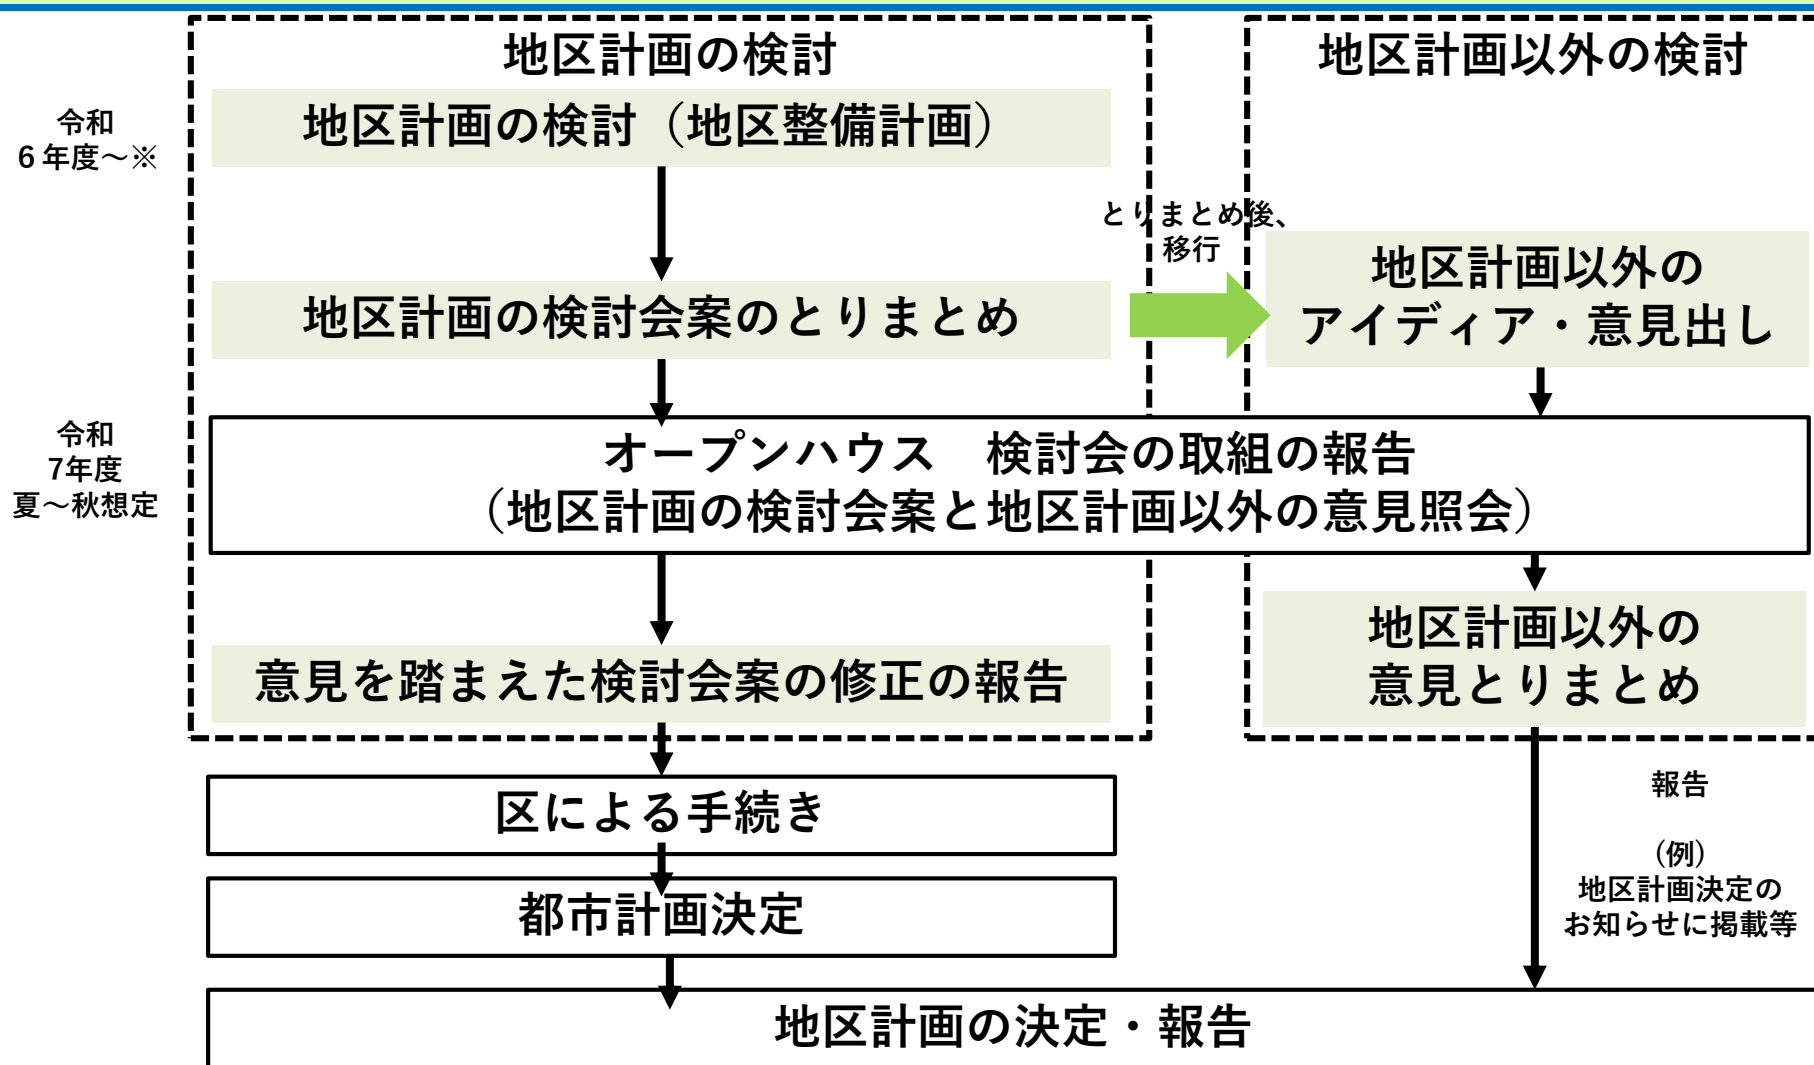 地区計画の検討
地区計画以外の検討
令和
6年度～※
地区計画の検討（地区整備計画）
とりまとめ後、
移行
地区計画の検討会案のとりまとめ
地区計画以外の
アイディア・意見出し
令和
7年度
夏～秋想定
オープンハウス　検討会の取組の報告
（地区計画の検討会案と地区計画以外の意見照会）
意見を踏まえた検討会案の修正の報告
地区計画以外の
意見とりまとめ
区による手続き
都市計画決定
報告
（例）
地区計画決定の
お知らせに掲載等
地区計画の決定・報告